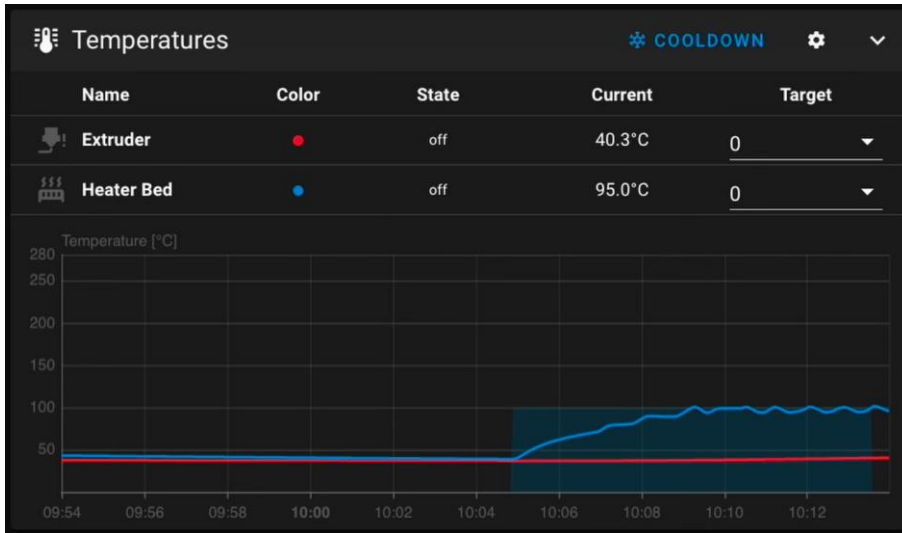 Temperatures COOLDOWN
Name Color State Current Target
Extruder off 40.3°C 0
Heater Bed off 95.0°C 0
Temperature [°C]
280
250
200
150
100
50
09:54 09:56 09:58 10:00 10:02 10:04 10:06 10:08 10:10 10:12